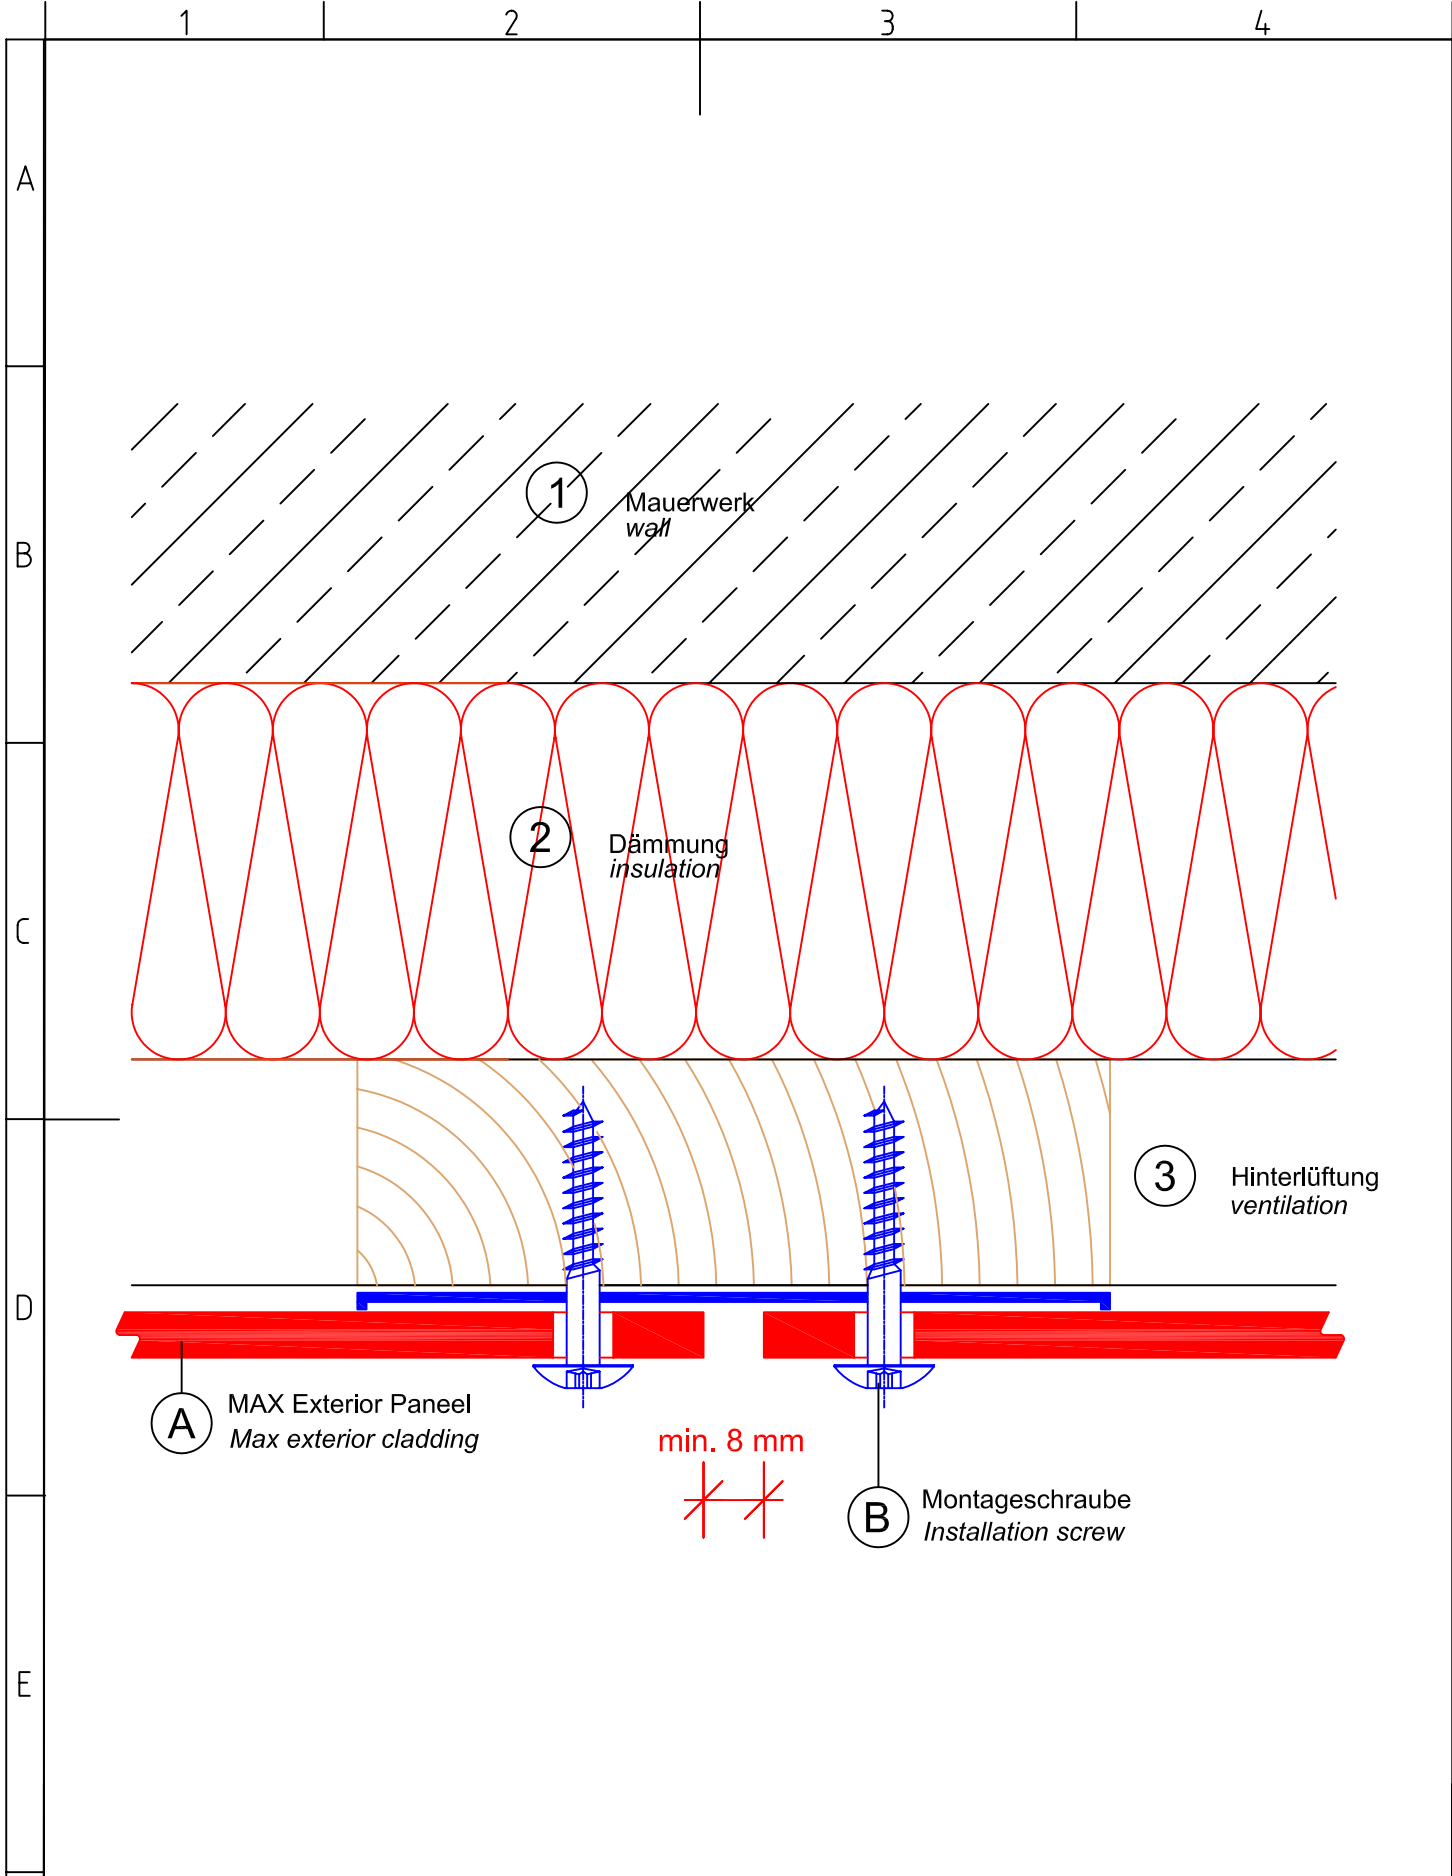 1 2 3 4
A
B
1
Mauerwerk
wall
C
2
Dämmung
insulation
3
Hinterlüftung
ventilation
D
A
MAX Exterior Paneel
Max exterior cladding
min. 8 mm
B
Montageschraube
Installation screw
E